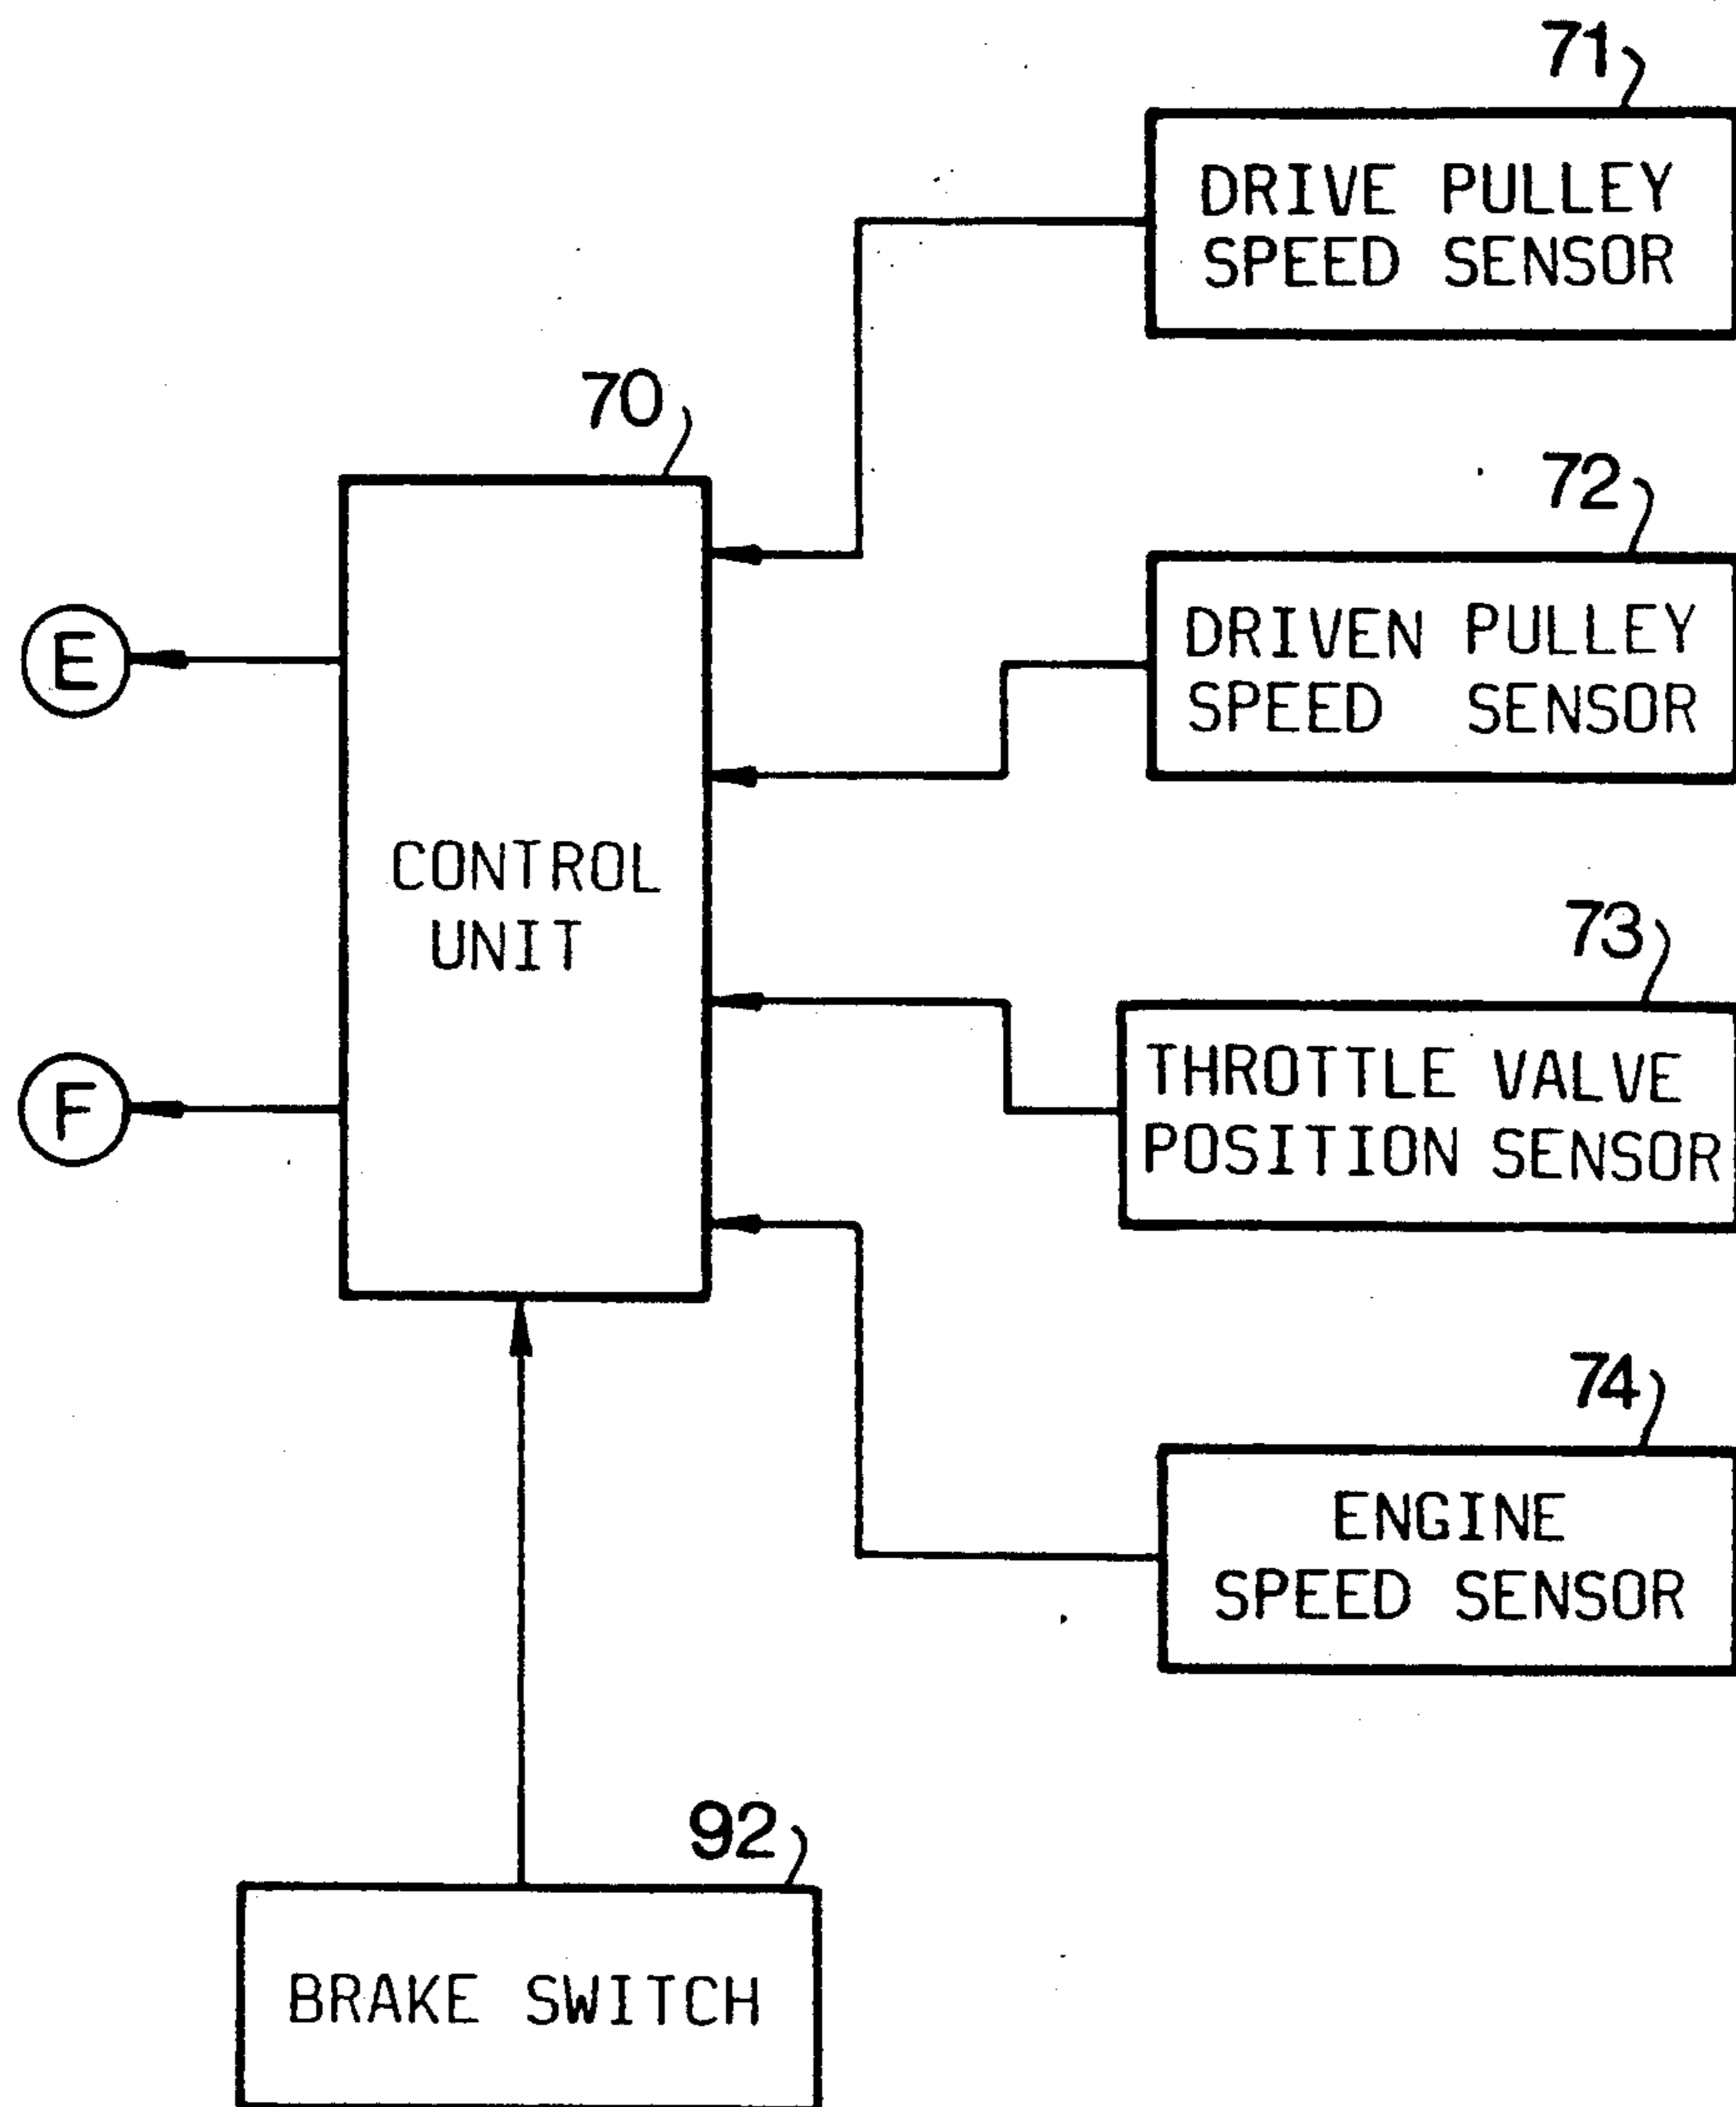 71
DRIVE PULLEY
SPEED SENSOR
70
72
DRIVEN PULLEY
SPEED SENSOR
E
CONTROL
UNIT
73
THROTTLE VALVE
POSITION SENSOR
F
74
ENGINE
SPEED SENSOR
92
BRAKE SWITCH